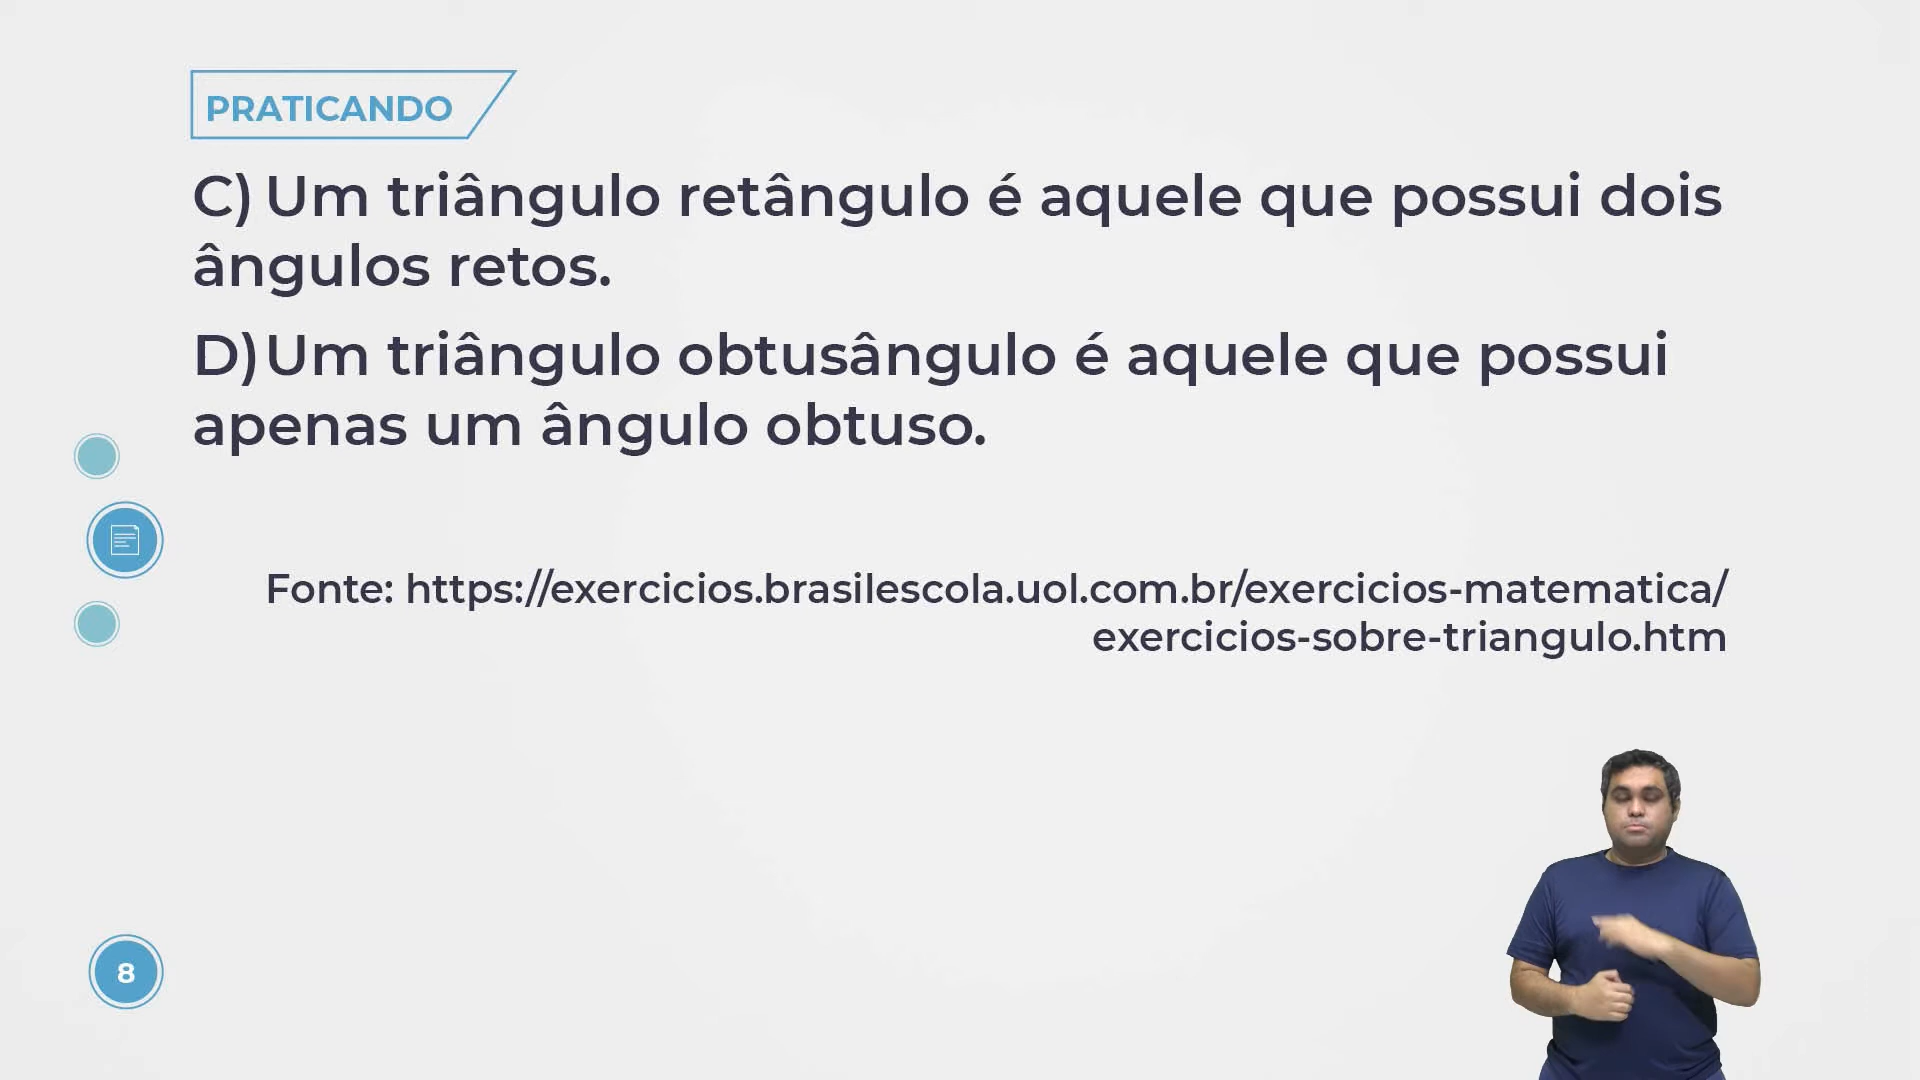 PRATICANDO
C) Um triângulo retângulo é aquele que possui dois
ângulos retos.
D) Um triângulo obtusângulo é aquele que possui
apenas um ângulo obtuso.
Fonte: https://exercicios.brasilescola.uol.com.br/exercicios-matematica/
exercicios-sobre-triangulo.htm
8